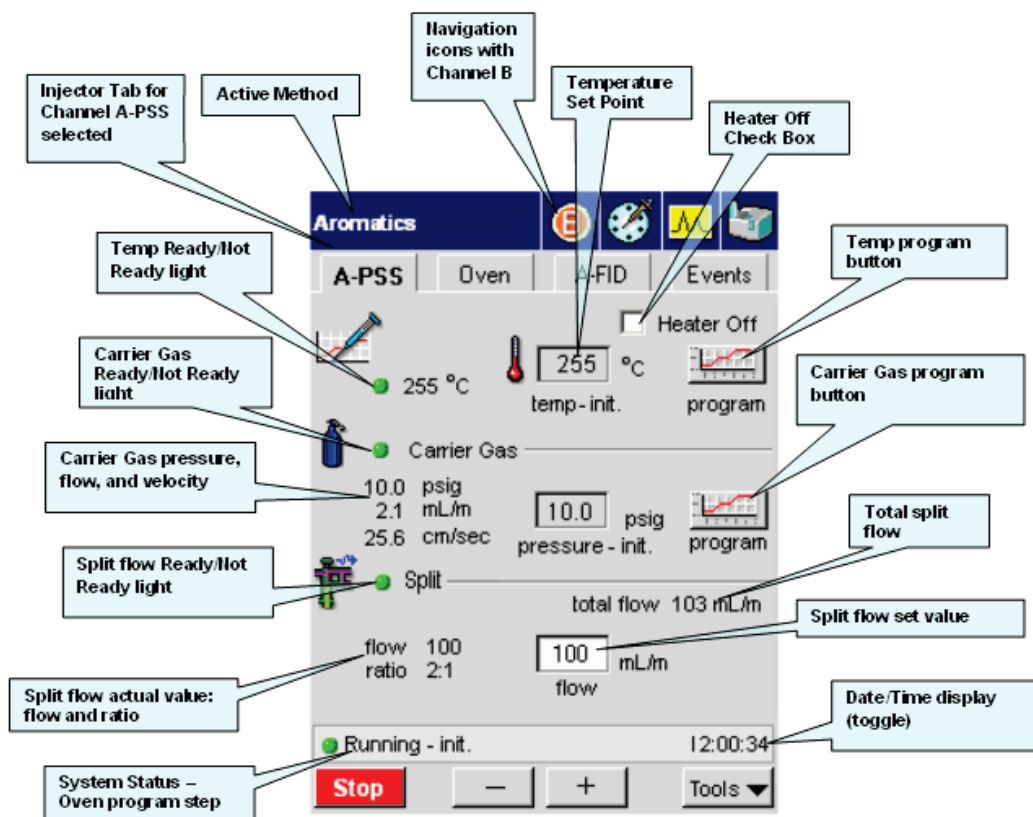 Navigation
icons with
Channel B
Temperature
Set Point
Injector Tab for
Channel A-PSS
selected
Active Method
Heater Off
Check Box
Aromatics
B
Temp Ready/Not
Ready light
Temp program
button
A-PSS
Oven
A-FID
Events
Heater Off
Carrier Gas
Ready/Not Ready
light
255 °C
255 °C
temp - init.
program
Carrier Gas program
button
Carrier Gas
Carrier Gas pressure,
flow, and velocity
10.0 psig
2.1 mL/m
25.6 cm/sec
10.0 psig
pressure - init.
program
Total split
flow
Split flow Ready/Not
Ready light
Split
total flow 103 mL/m
Split flow set value
flow 100
ratio 2:1
100 mL/m
flow
Split flow actual value:
flow and ratio
Date/Time display
(toggle)
Running - init.
12:00:34
System Status –
Oven program step
Stop
–
+
Tools